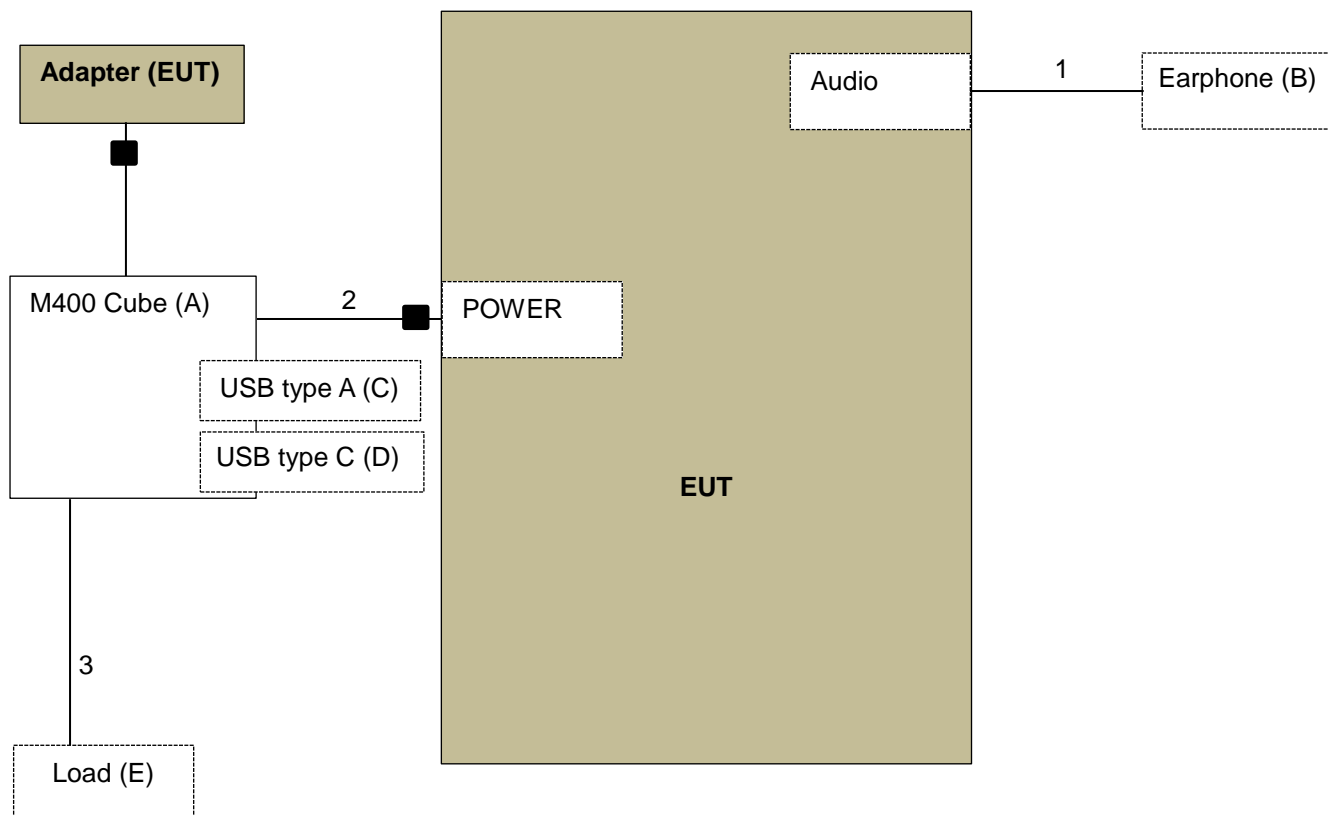 Adapter (EUT)
Audio
1
Earphone (B)
M400 Cube (A)
2
POWER
USB type A (C)
USB type C (D)
EUT
3
Load (E)